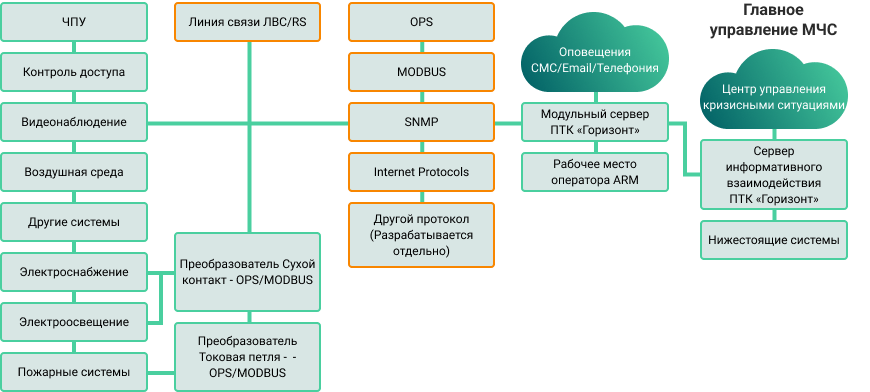 ЧПУ
Контроль доступа
Видеонаблюдение
Воздушная среда
Другие системы
Электроснабжение
Электроосвещение
Пожарные системы
Линия связи ЛВС/RS
Преобразователь Сухой
контакт - OPS/MODBUS
Преобразователь
Токовая петля - -
OPS/MODBUS
OPS
MODBUS
SNMP
Internet Protocols
Другой протокол
(Разрабатывается
отдельно)
Оповещения
СМС/Email/Телефония
Модульный сервер
ПТК «Горизонт»
Рабочее место
оператора ARM
Главное
управление МЧС
Центр управления
кризисными ситуациями
Сервер
информативного
взаимодействия
ПТК «Горизонт»
Нижестоящие системы